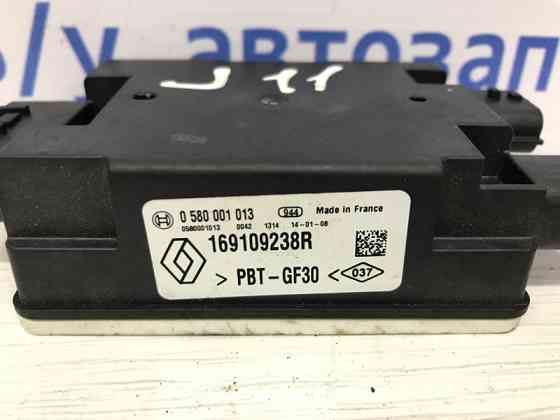 б/у автозап
J 11
0 580 001 013 944 Made in France
0580001013 0042 1314 14-01-08
169109238R
> PBT-GF30 < 037